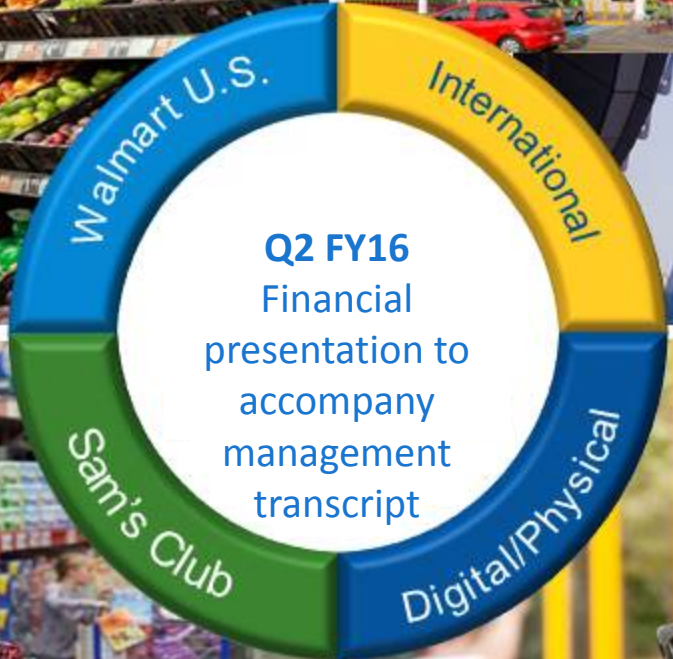 Walmart U.S.
International
Q2 FY16
Financial
presentation to
accompany
management
transcript
Sam's Club
Digital/Physical